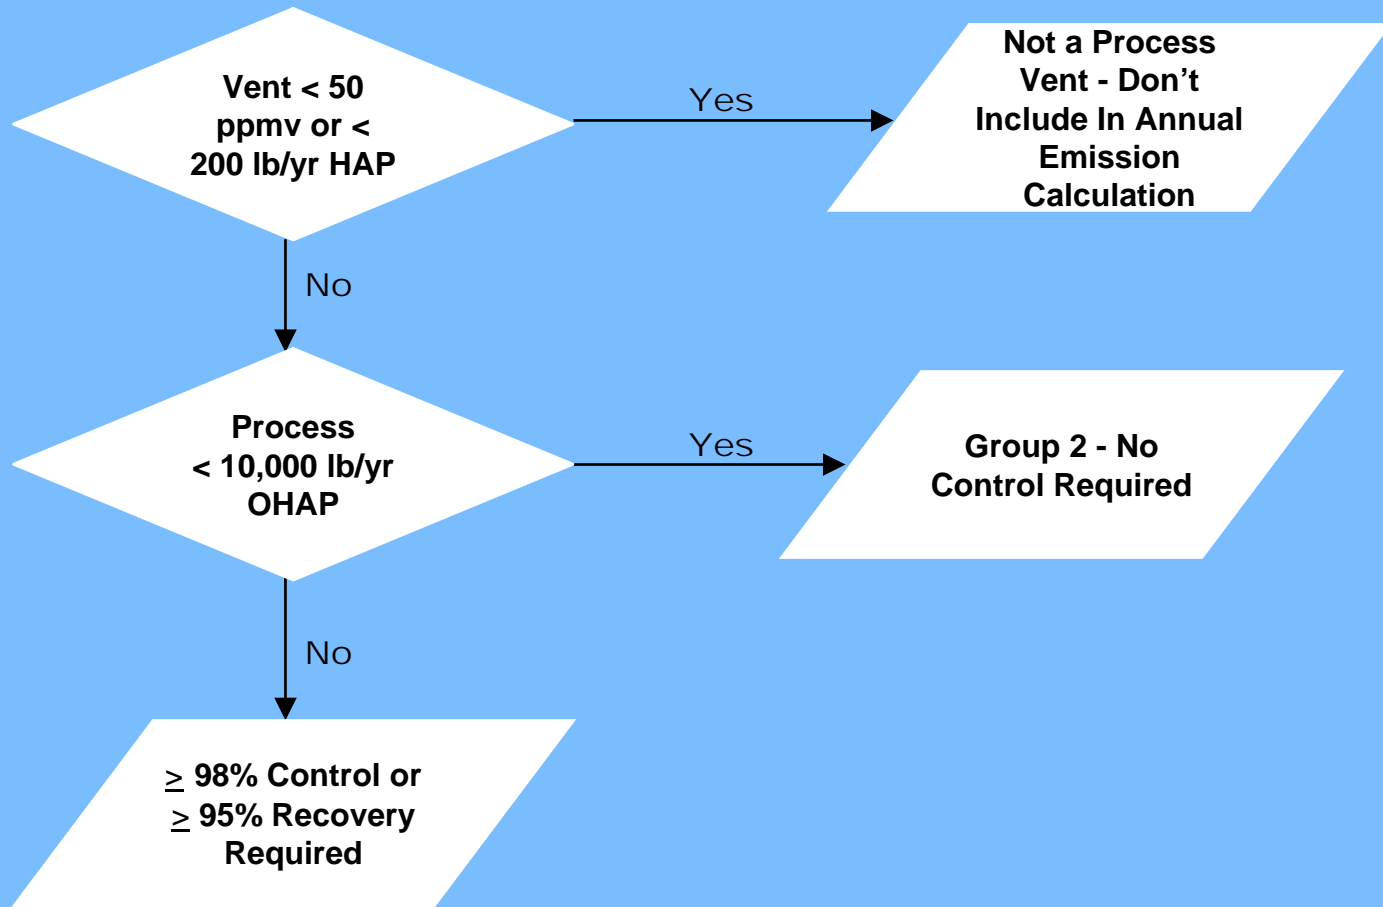 Vent < 50
ppmv or <
200 lb/yr HAP
Yes
Not a Process
Vent - Don’t
Include In Annual
Emission
Calculation
No
Process
< 10,000 lb/yr
OHAP
Yes
Group 2 - No
Control Required
No
≥ 98% Control or
≥ 95% Recovery
Required